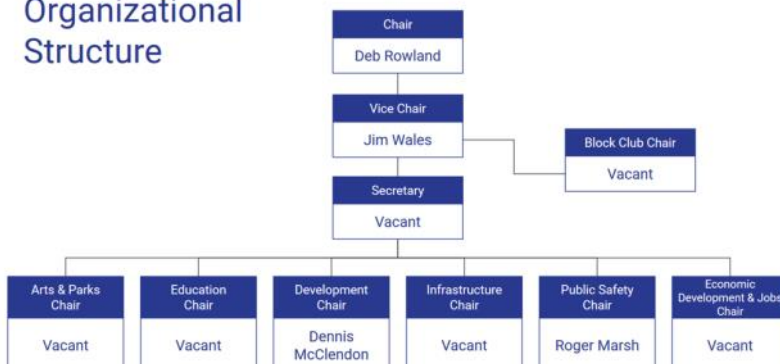 Organizational
Structure
Chair
Deb Rowland
Vice Chair
Jim Wales
Block Club Chair
Vacant
Secretary
Vacant
Arts & Parks
Chair
Vacant
Education
Chair
Vacant
Development
Chair
Dennis
McClendon
Infrastructure
Chair
Vacant
Public Safety
Chair
Roger Marsh
Economic
Development & Jobs
Chair
Vacant